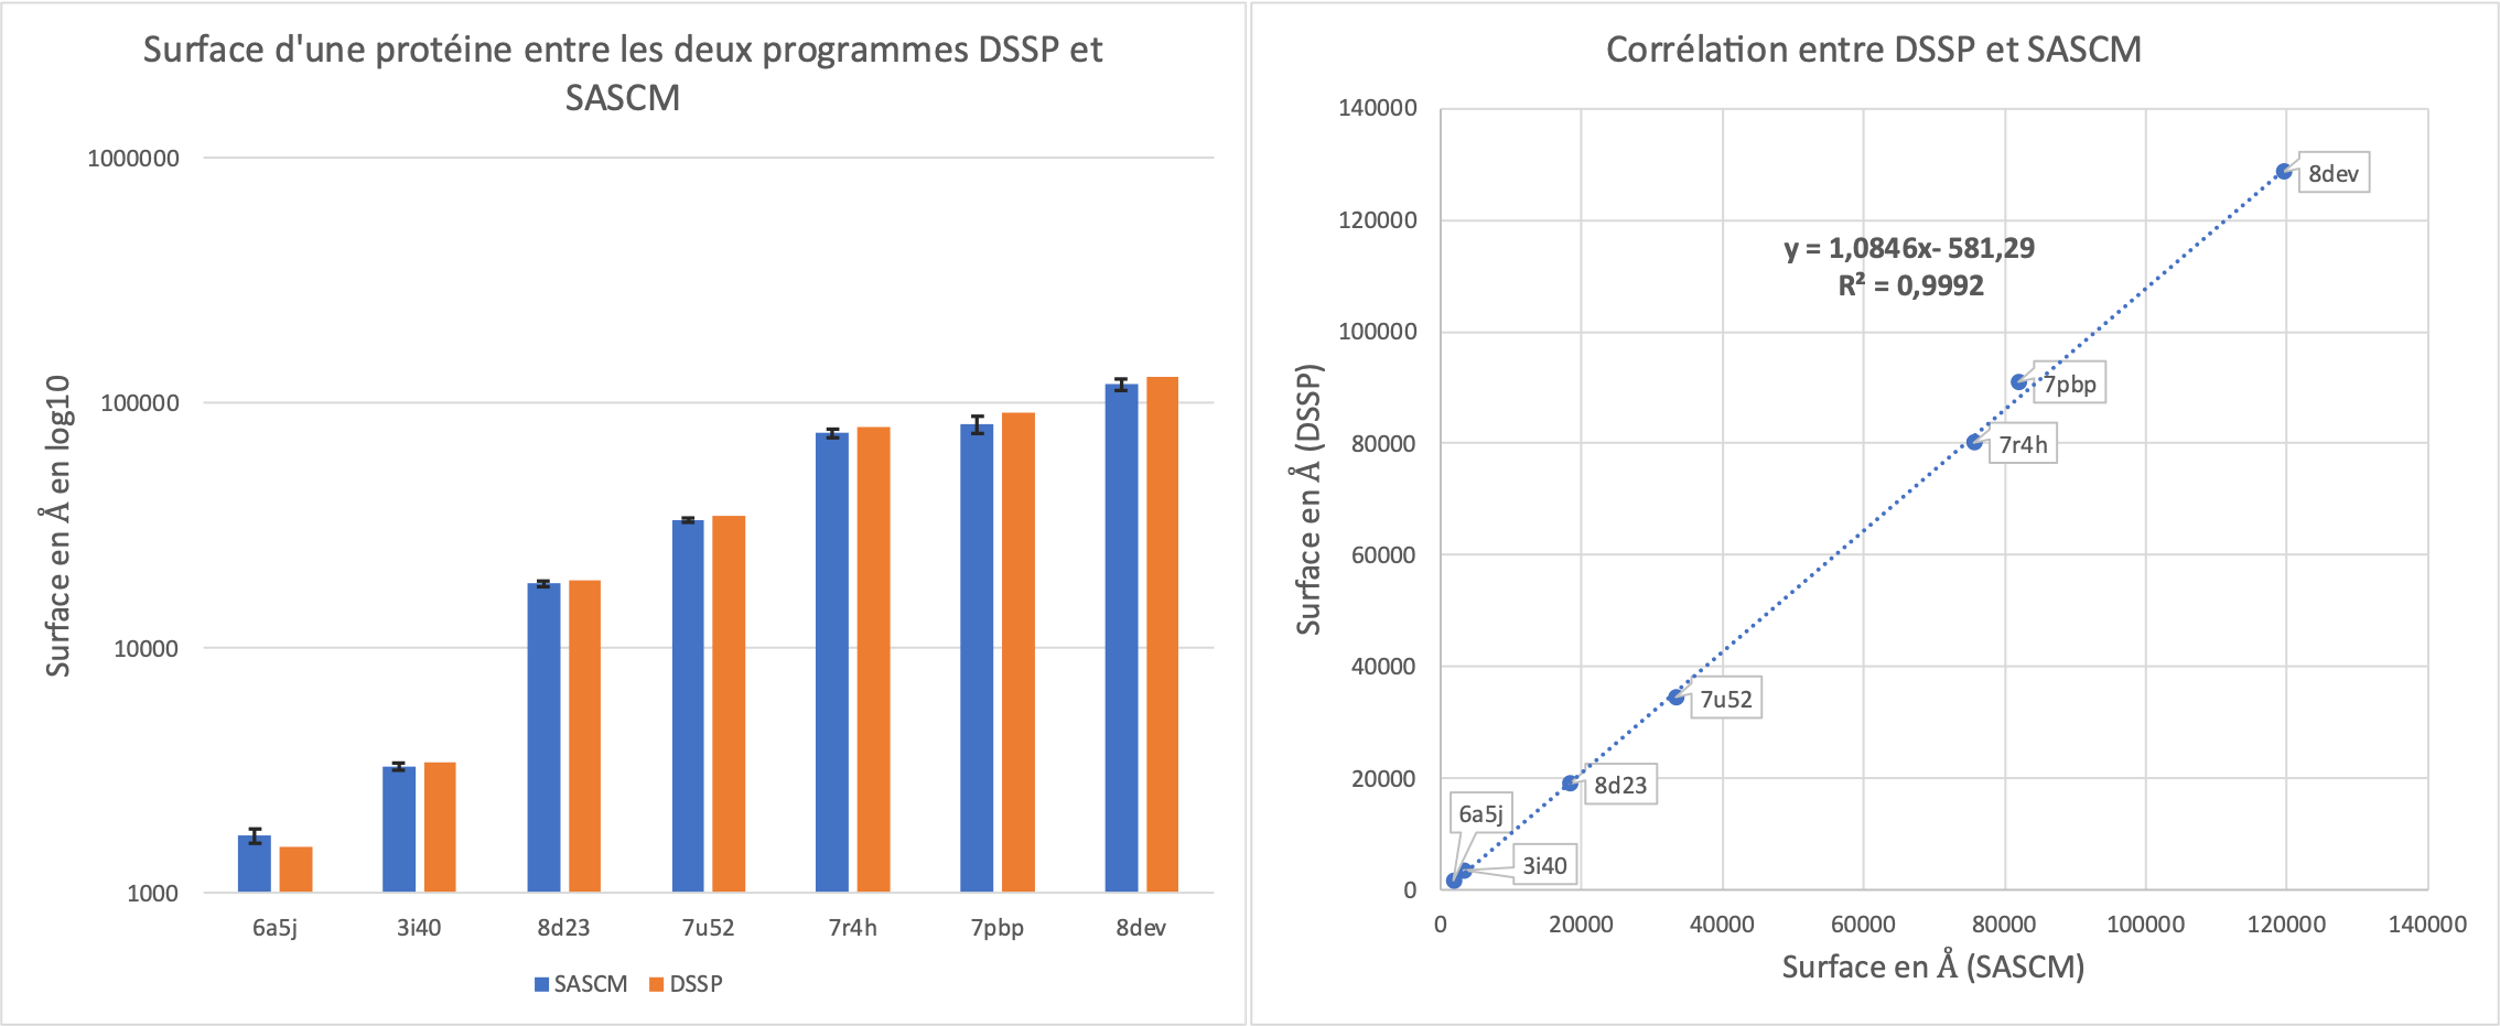 Surface d'une protéine entre les deux programmes DSSP et
SASCM
1000000
100000
10000
1000
Surface en Å en log10
6a5j 3i40 8d23 7u52 7r4h 7pbp 8dev
SASCM DSSP
Corrélation entre DSSP et SASCM
140000
120000
100000
80000
60000
40000
20000
0
Surface en Å (DSSP)
8dev
y = 1,0846x- 581,29
R² = 0,9992
7pbp
7r4h
7u52
8d23
6a5j
3i40
0 20000 40000 60000 80000 100000 120000 140000
Surface en Å (SASCM)